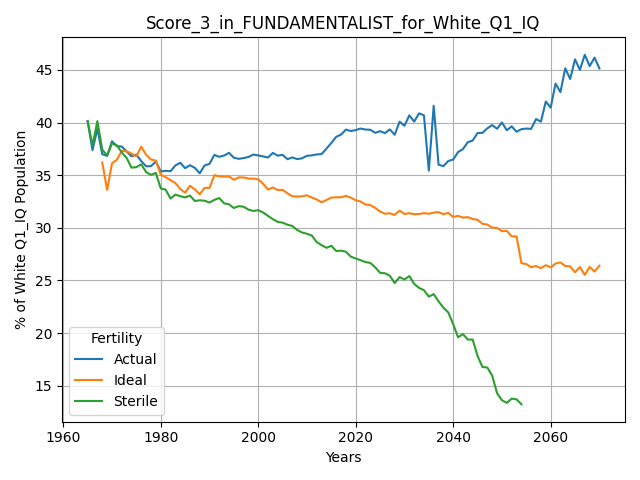 Score_3_in_FUNDAMENTALIST_for_White_Q1_IQ
% of White Q1_IQ Population
45
40
35
30
25
20
15
Fertility
Actual
Ideal
Sterile
1960 1980 2000 2020 2040 2060
Years